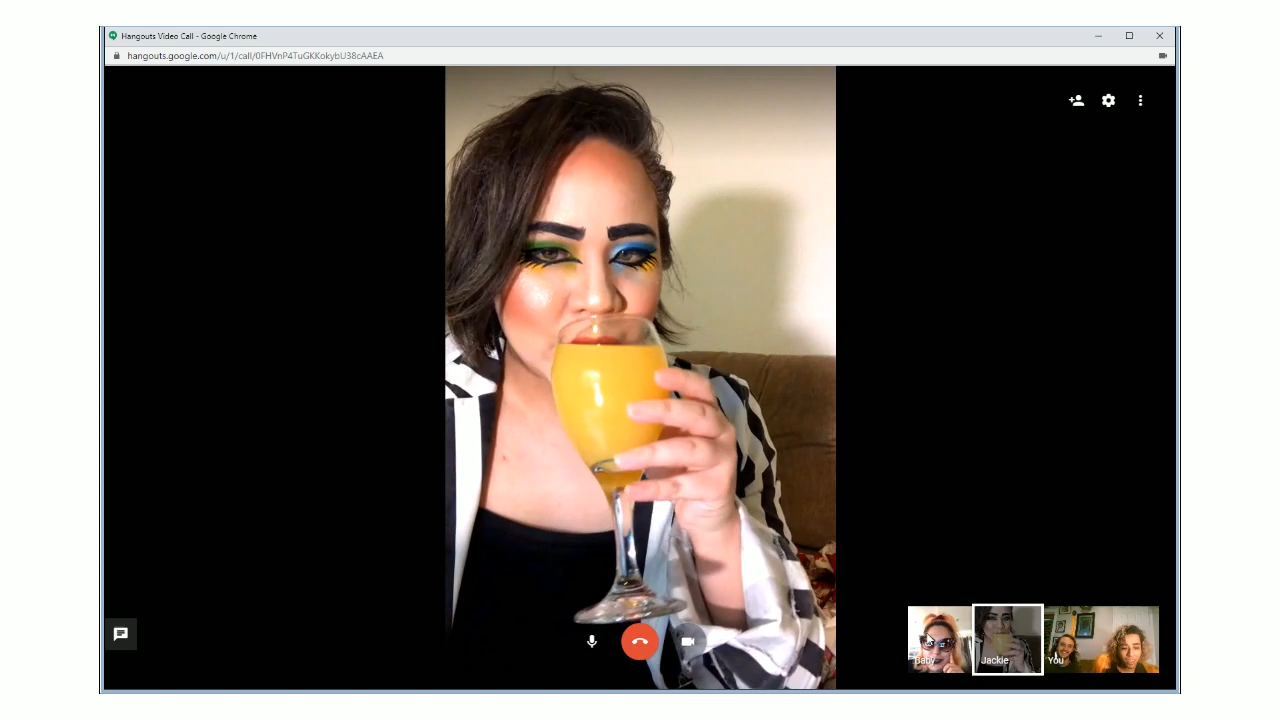 Hangouts Video Call - Google Chrome
hangouts.google.com/u/1/call/0FHVnP4TuGKKokybU38cAAEA
Baby
Jackie
You